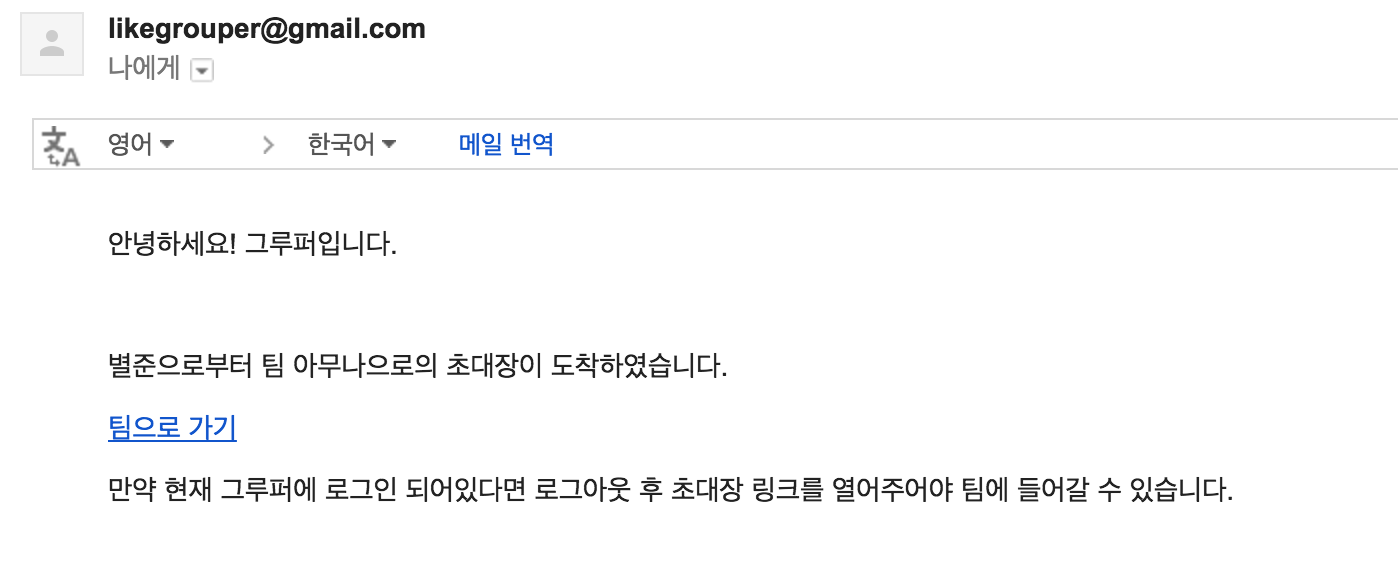 likegrouper@gmail.com
나에게
영어 한국어 메일 번역
안녕하세요! 그루퍼입니다.
별준으로부터 팀 아무나으로의 초대장이 도착하였습니다.
팀으로 가기
만약 현재 그루퍼에 로그인 되어있다면 로그아웃 후 초대장 링크를 열어주어야 팀에 들어갈 수 있습니다.